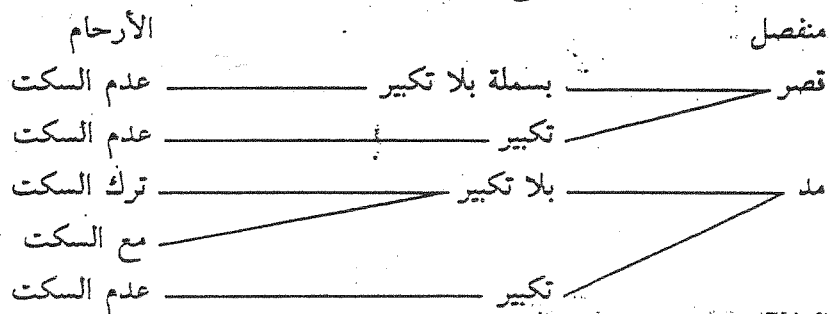 منفصل الأرحام
قصر بسملة بلا تكبير عدم السكت
تكبير عدم السكت
مد بلا تكبير ترك السكت
مع السكت
تكبير عدم السكت